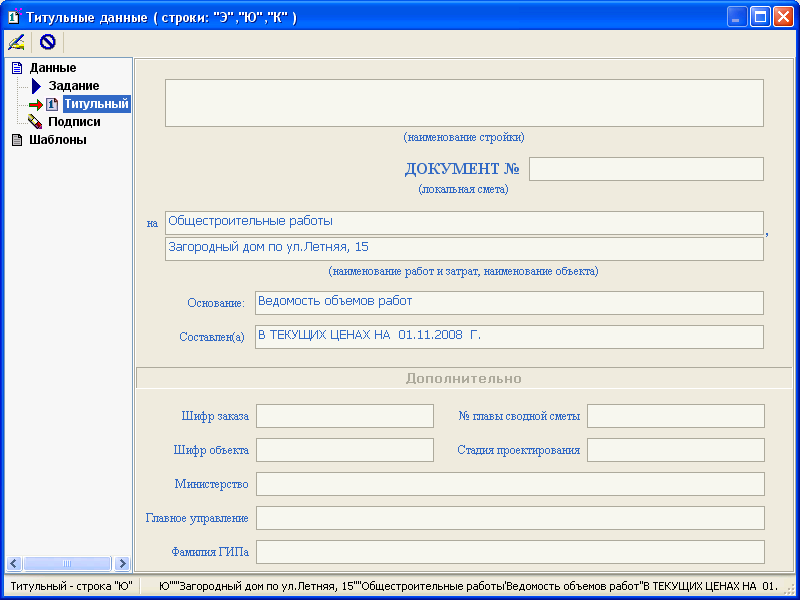 Титульные данные ( строки: "Э","Ю","К" )
Данные
Задание
Титульный
Подписи
Шаблоны
(наименование стройки)
ДОКУМЕНТ №
(локальная смета)
на Общестроительные работы ,
Загородный дом по ул.Летняя, 15
(наименование работ и затрат, наименование объекта)
Основание: Ведомость объемов работ
Составлен(а) В ТЕКУЩИХ ЦЕНАХ НА 01.11.2008 Г.
Дополнительно
Шифр заказа № главы сводной сметы
Шифр объекта Стадия проектирования
Министерство
Главное управление
Фамилия ГИПа
Титульный - строка "Ю" Ю""Загородный дом по ул.Летняя, 15""Общестроительные работы'Ведомость объемов работ"В ТЕКУЩИХ ЦЕНАХ НА 01.